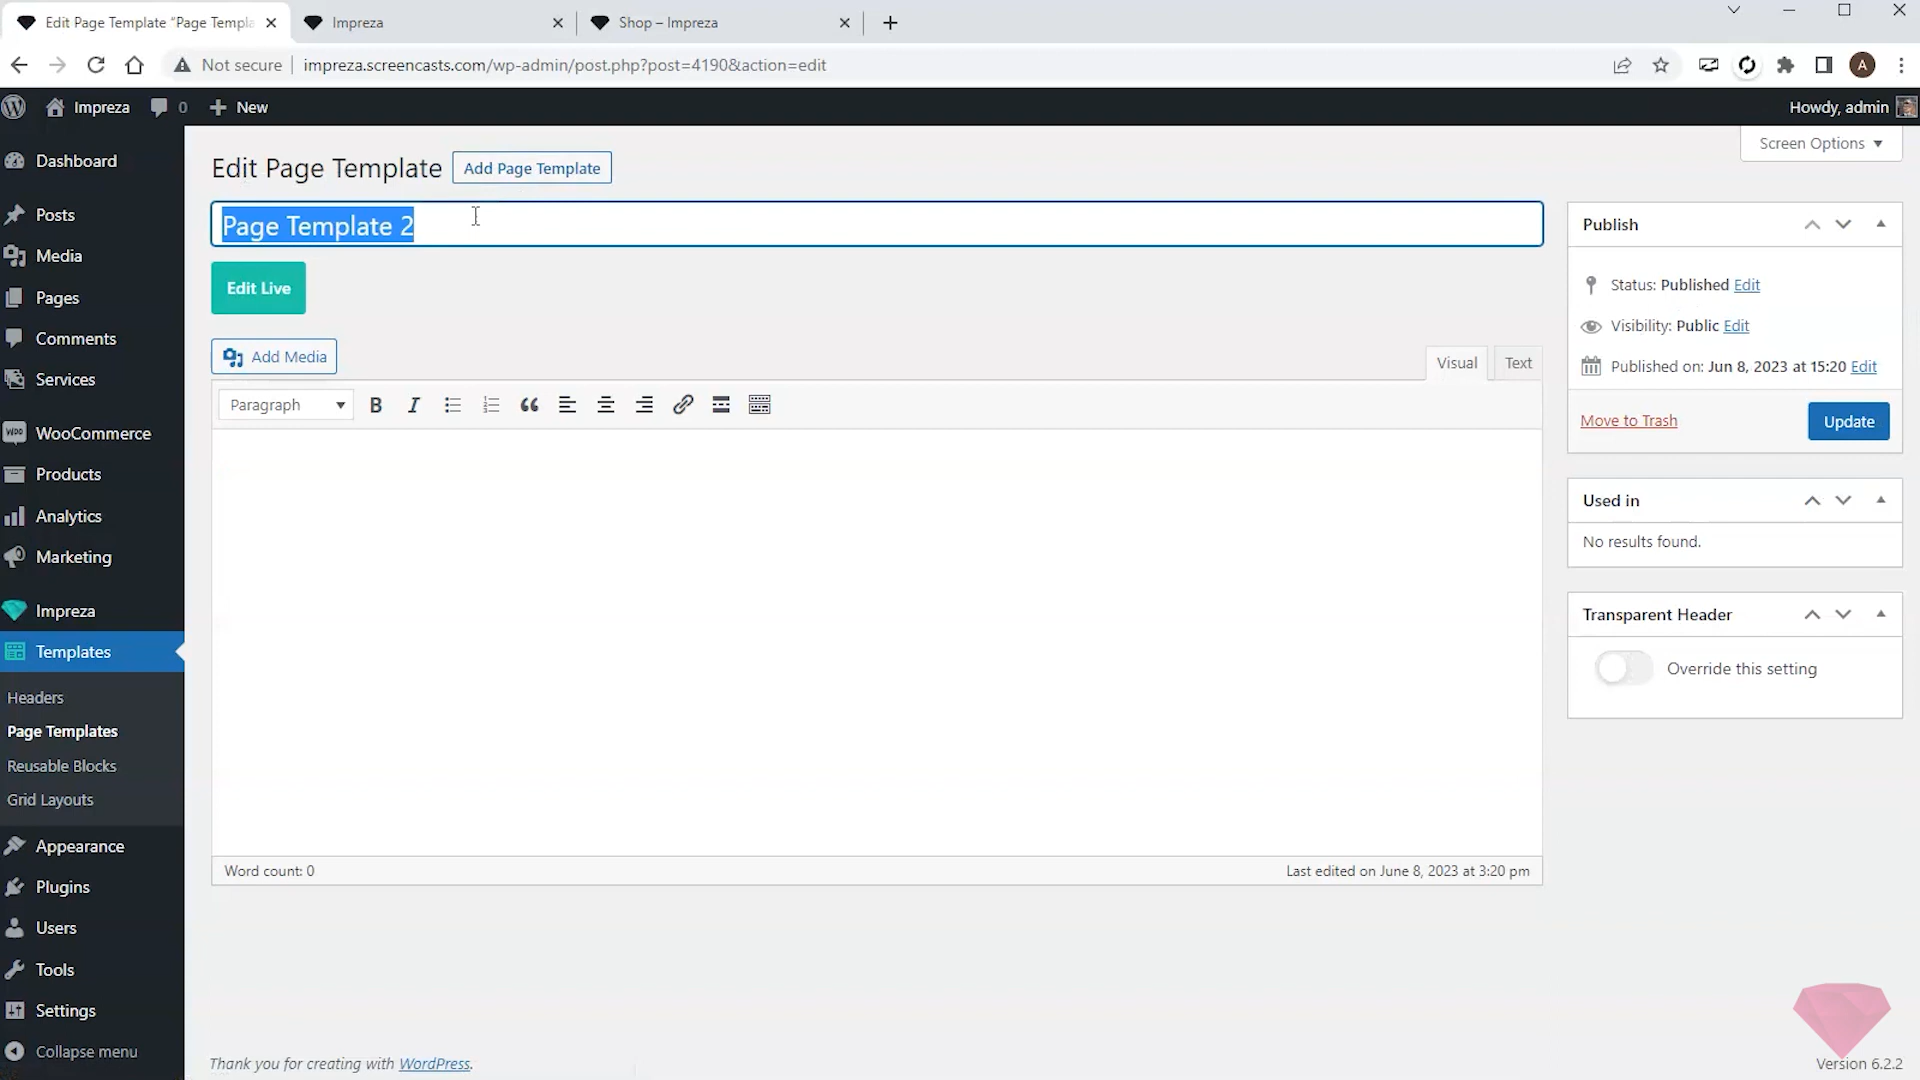 Edit Page Template "Page Templa
Impreza
Shop – Impreza
Not secure
impreza.screencasts.com/wp-admin/post.php?post=4190&action=edit
A
Impreza
0
New
Howdy, admin
Dashboard
Posts
Media
Pages
Comments
Services
WOO WooCommerce
Products
Analytics
Marketing
Impreza
Templates
Headers
Page Templates
Reusable Blocks
Grid Layouts
Appearance
Plugins
Users
Tools
Settings
Collapse menu
Screen Options
Edit Page Template
Add Page Template
Page Template 2
Edit Live
Add Media
Visual
Text
Paragraph
B
I
Word count: 0
Last edited on June 8, 2023 at 3:20 pm
Publish
Status: Published Edit
Visibility: Public Edit
Published on: Jun 8, 2023 at 15:20 Edit
Move to Trash
Update
Used in
No results found.
Transparent Header
Override this setting
Thank you for creating with WordPress.
Version 6.2.2